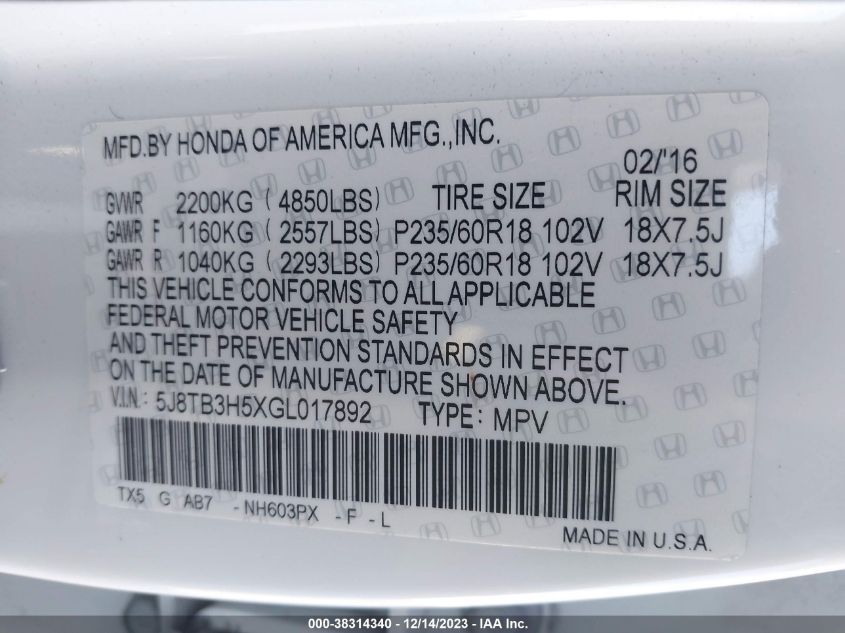 MFD.BY HONDA OF AMERICA MFG.,INC.
02/'16
GVWR 2200KG (4850LBS) TIRE SIZE RIM SIZE
GAWR F 1160KG (2557LBS) P235/60R18 102V 18X7.5J
GAWR R 1040KG (2293LBS) P235/60R18 102V 18X7.5J
THIS VEHICLE CONFORMS TO ALL APPLICABLE
FEDERAL MOTOR VEHICLE SAFETY
AND THEFT PREVENTION STANDARDS IN EFFECT
ON THE DATE OF MANUFACTURE SHOWN ABOVE.
V.I.N.: 5J8TB3H5XGL017892 TYPE: MPV
TX5 G AB7 -NH603PX -F -L
MADE IN U.S.A.
000-38314340 - 12/14/2023 - IAA Inc.